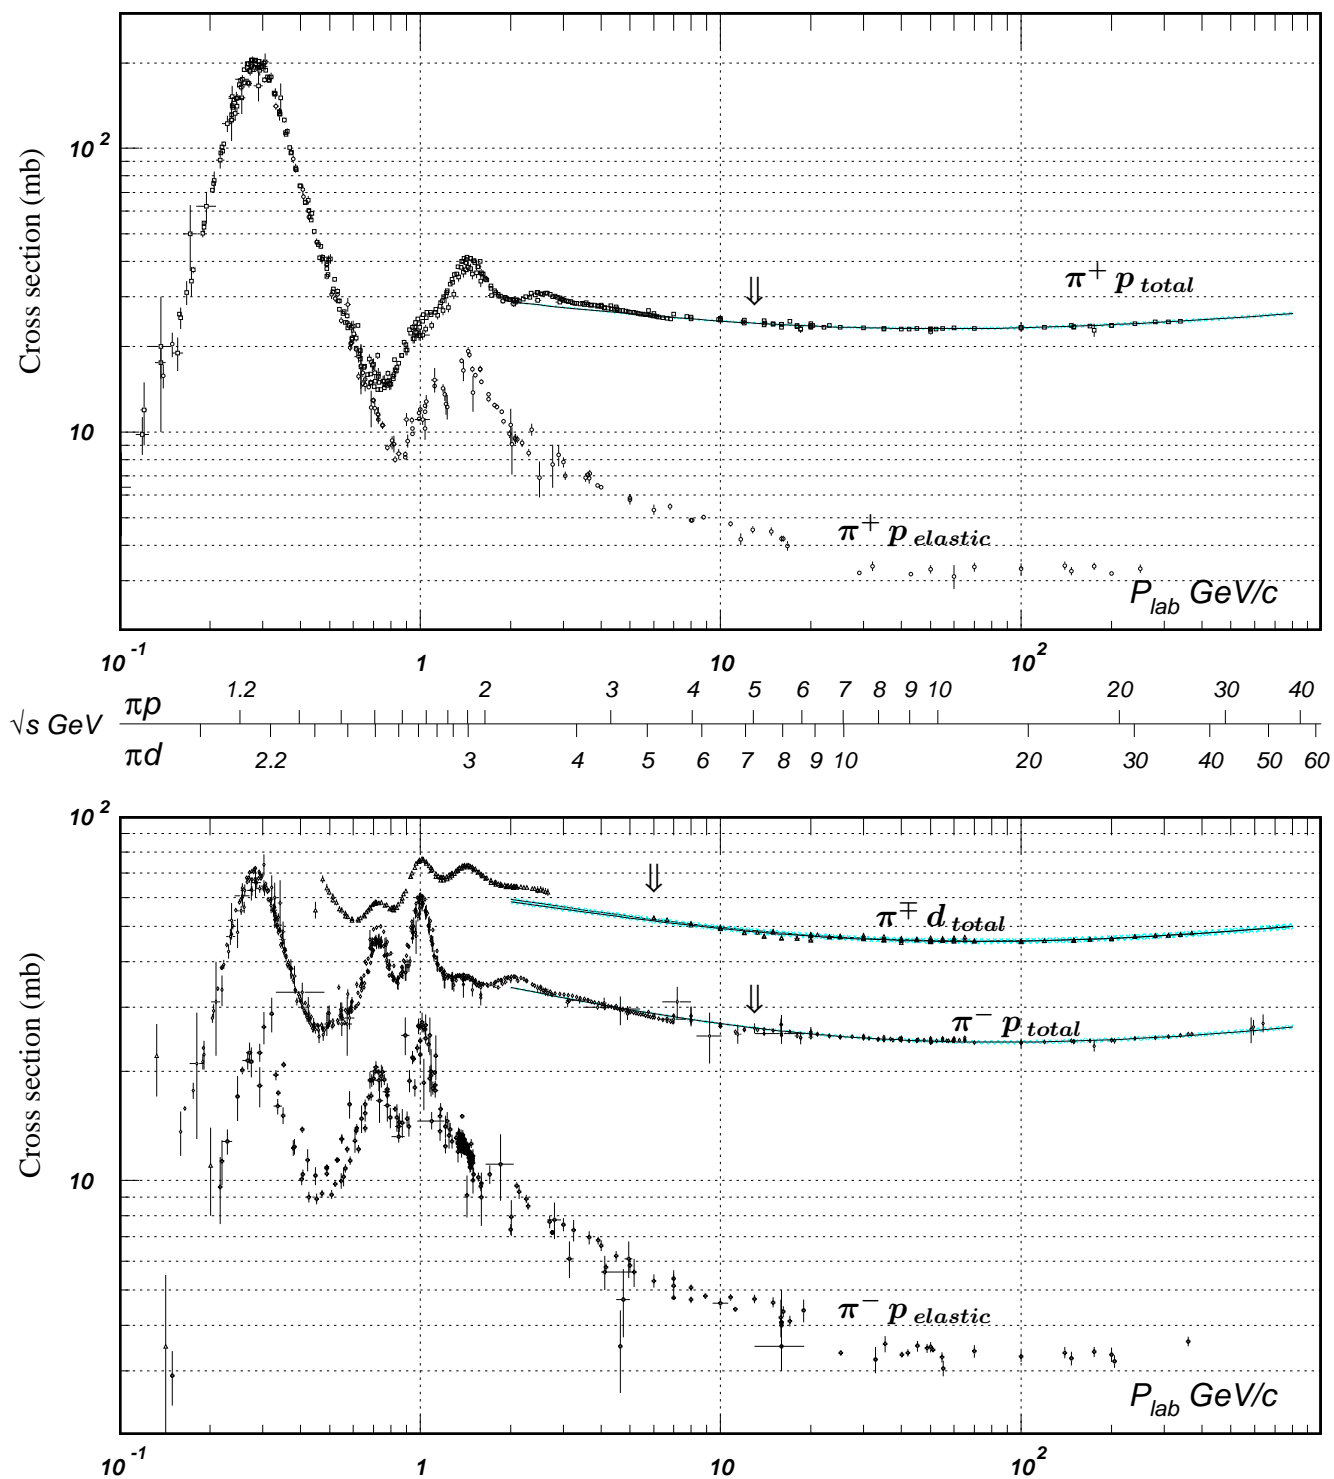 Cross section (mb)
10²
10
⇓
π⁺ p total
π⁺ p elastic
P_lab GeV/c
10⁻¹ 1 10 10²
√s GeV
πp 1.2 2 3 4 5 6 7 8 9 10 20 30 40
πd 2.2 3 4 5 6 7 8 9 10 20 30 40 50 60
Cross section (mb)
10²
10
⇓
π∓ d total
⇓
π⁻ p total
π⁻ p elastic
P_lab GeV/c
10⁻¹ 1 10 10²